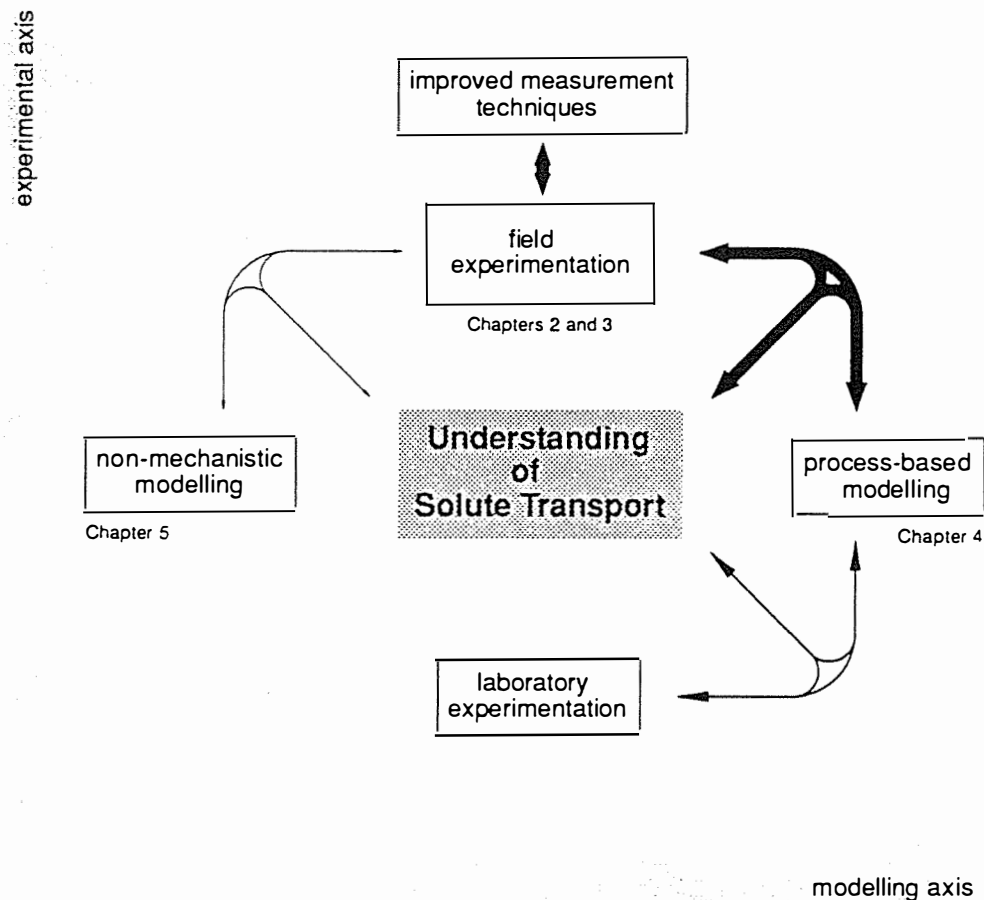 experimental axis
improved measurement
techniques
field
experimentation
Chapters 2 and 3
non-mechanistic
modelling
Chapter 5
Understanding
of
Solute Transport
process-based
modelling
Chapter 4
laboratory
experimentation
modelling axis